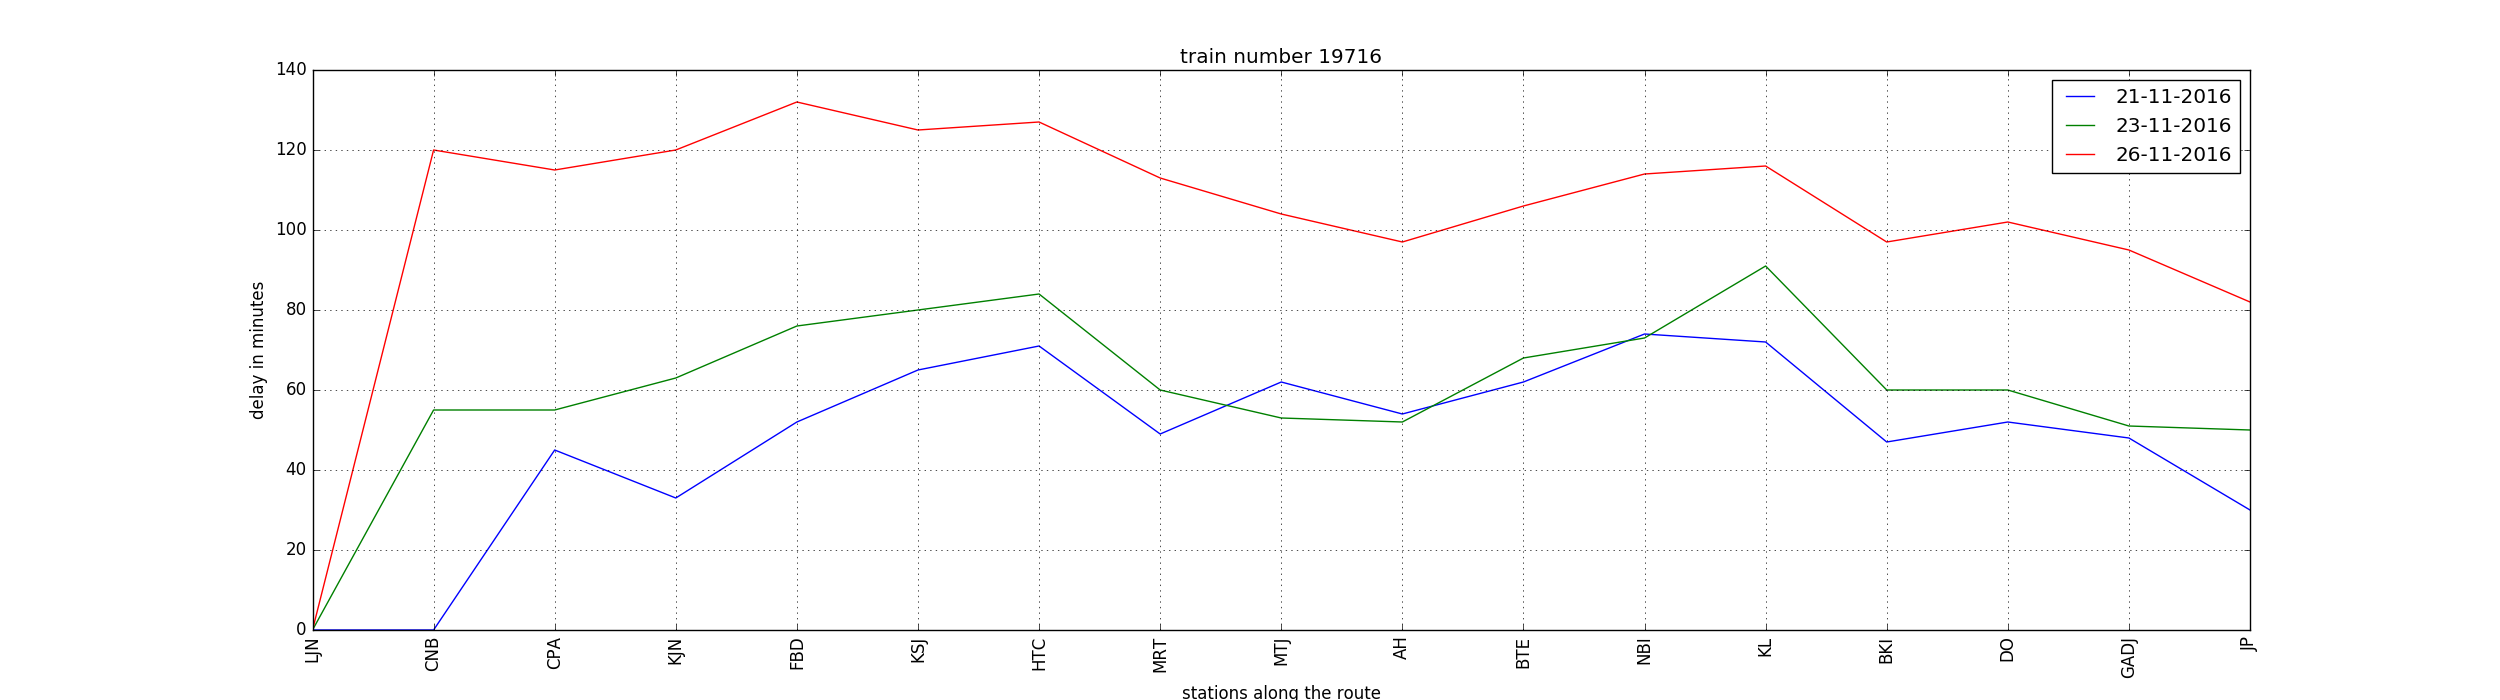 train number 19716
140
120
100
80
60
40
20
0
delay in minutes
21-11-2016
23-11-2016
26-11-2016
LJN
CNB
CPA
KJN
FBD
KSJ
HTC
MRT
MTJ
AH
BTE
NBI
KL
BKI
DO
GADJ
JP
stations along the route